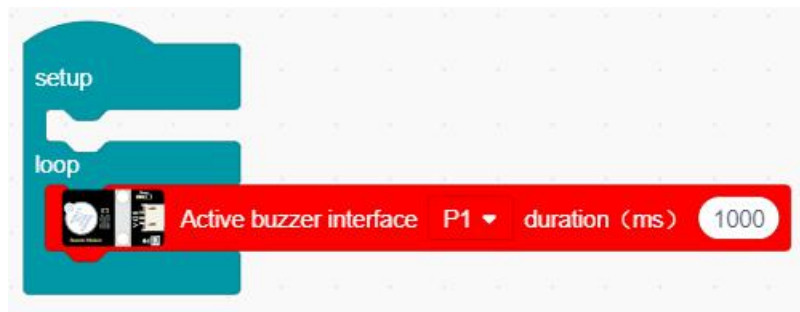 setup
loop
Active buzzer interface P1 duration（ms） 1000